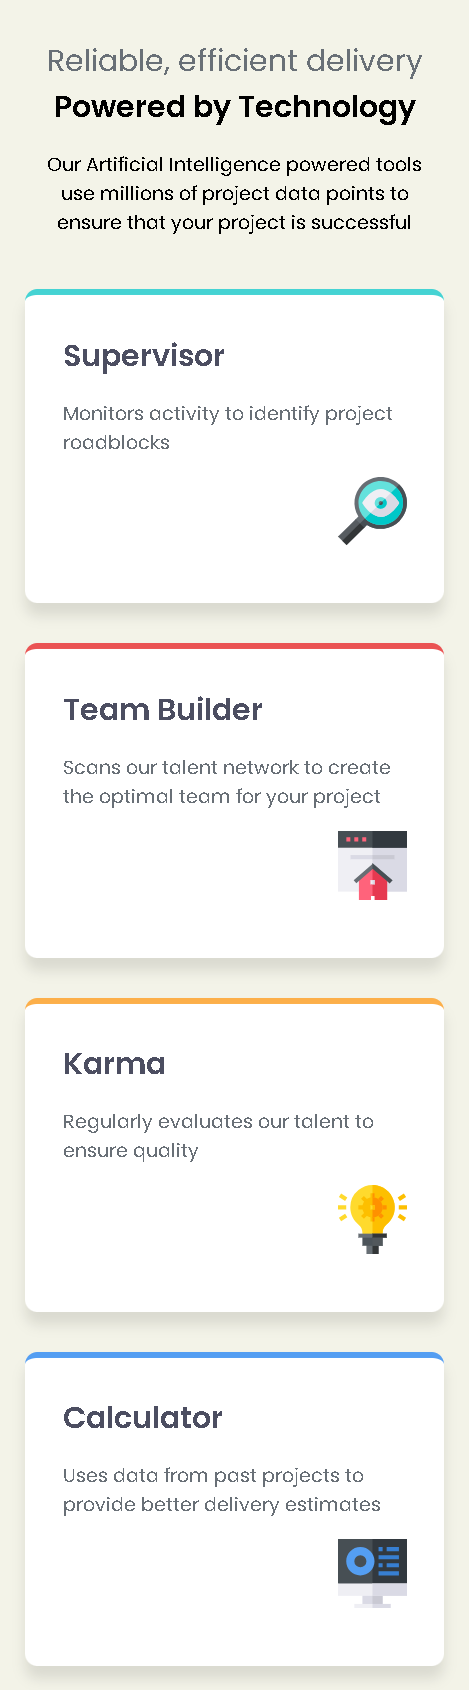 Reliable, efficient delivery
Powered by Technology
Our Artificial Intelligence powered tools
use millions of project data points to
ensure that your project is successful
Supervisor
Monitors activity to identify project
roadblocks
Team Builder
Scans our talent network to create
the optimal team for your project
Karma
Regularly evaluates our talent to
ensure quality
Calculator
Uses data from past projects to
provide better delivery estimates